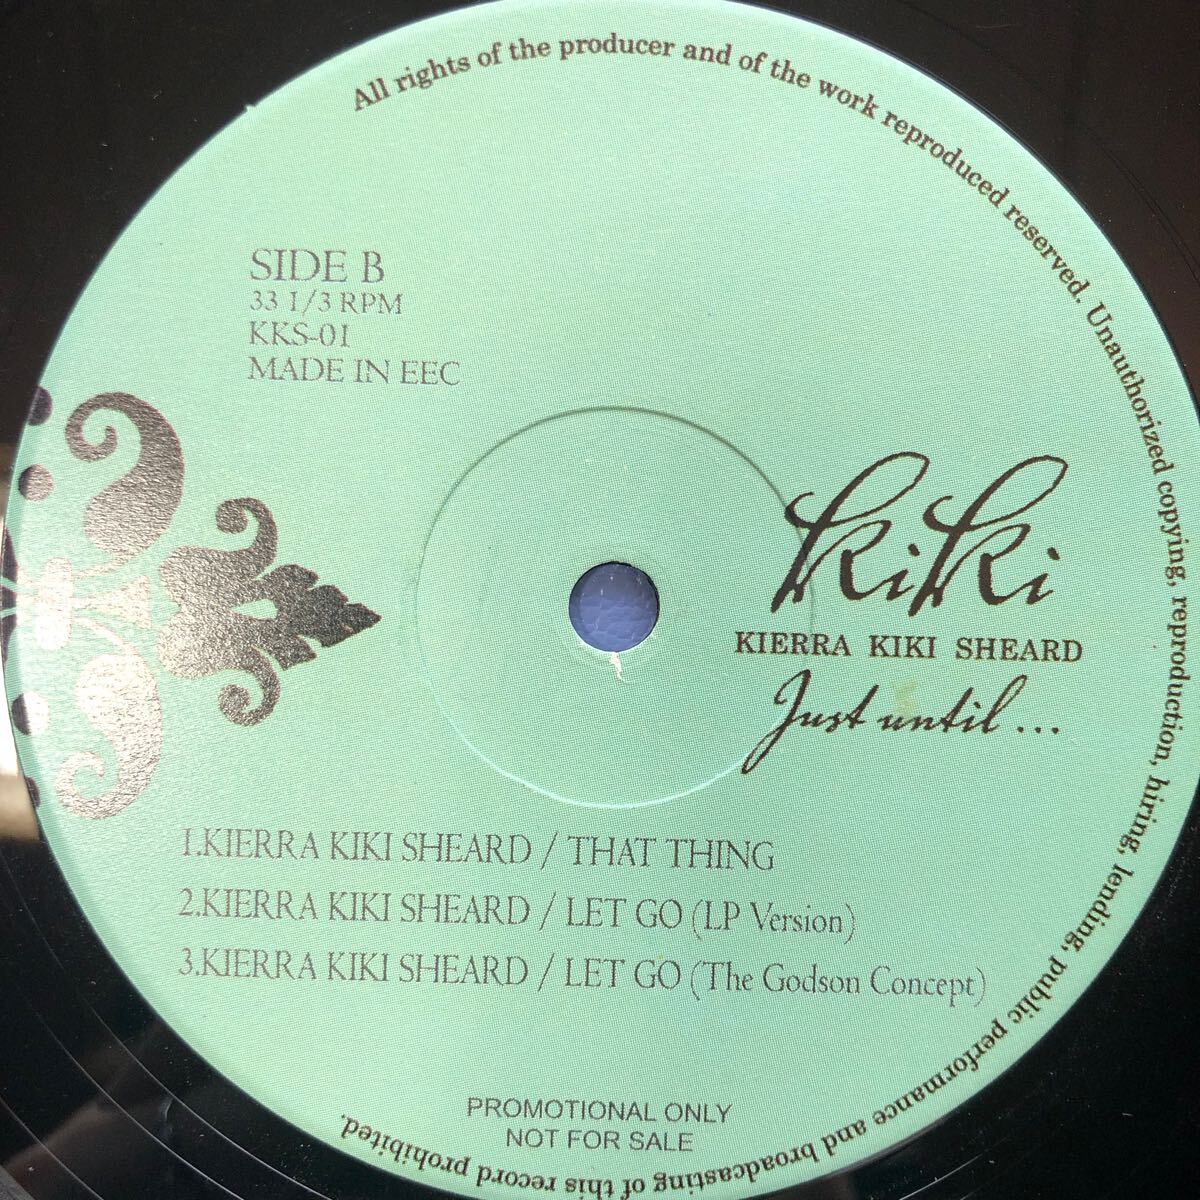 All rights of the producer and of the work reproduced reserved. Unauthorized copying, reproduction, hiring, lending, public performance and broadcasting of this record prohibited.
SIDE B
33 1/3 RPM
KKS-01
MADE IN EEC
kiki
KIERRA KIKI SHEARD
Just until...
1.KIERRA KIKI SHEARD / THAT THING
2.KIERRA KIKI SHEARD / LET GO (LP Version)
3.KIERRA KIKI SHEARD / LET GO (The Godson Concept)
PROMOTIONAL ONLY
NOT FOR SALE